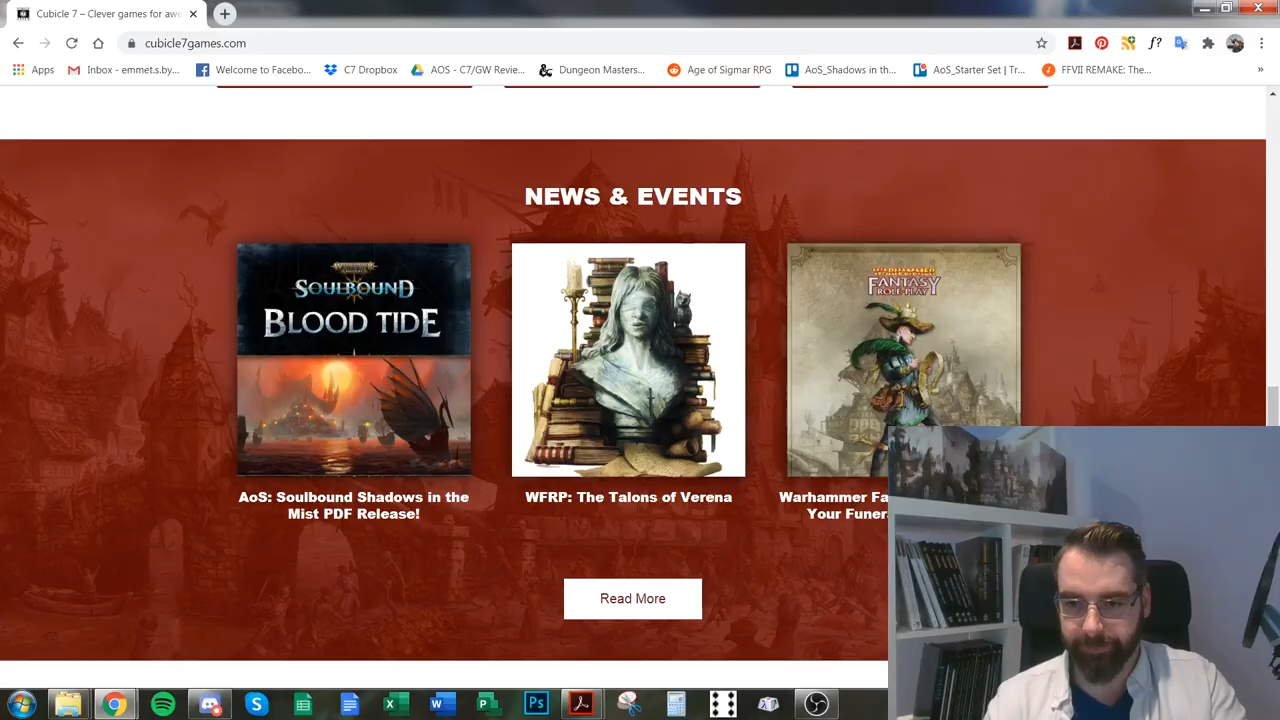 Cubicle 7 – Clever games for awe
cubicle7games.com
Apps
Inbox - emmet.s.by...
Welcome to Facebo...
C7 Dropbox
AOS - C7/GW Revie...
Dungeon Masters...
Age of Sigmar RPG
AoS_Shadows in th...
AoS_Starter Set | Tr...
FFVII REMAKE: The...
»
NEWS & EVENTS
SOULBOUND
BLOOD TIDE
WARHAMMER
FANTASY
ROLE-PLAY
AoS: Soulbound Shadows in the
Mist PDF Release!
WFRP: The Talons of Verena
Warhammer Fa
Your Funer
Read More